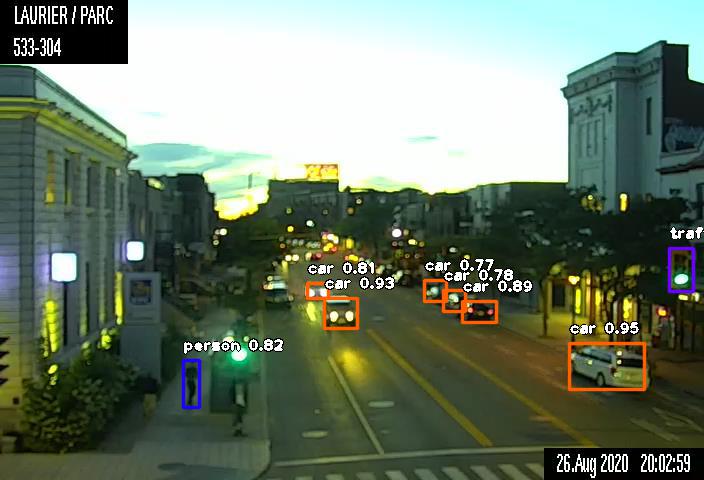 LAURIER / PARC
533-304
traf
car 0.81
car 0.77
car 0.78
car 0.93
car 0.89
car 0.95
person 0.82
26.Aug 2020 20:02:59